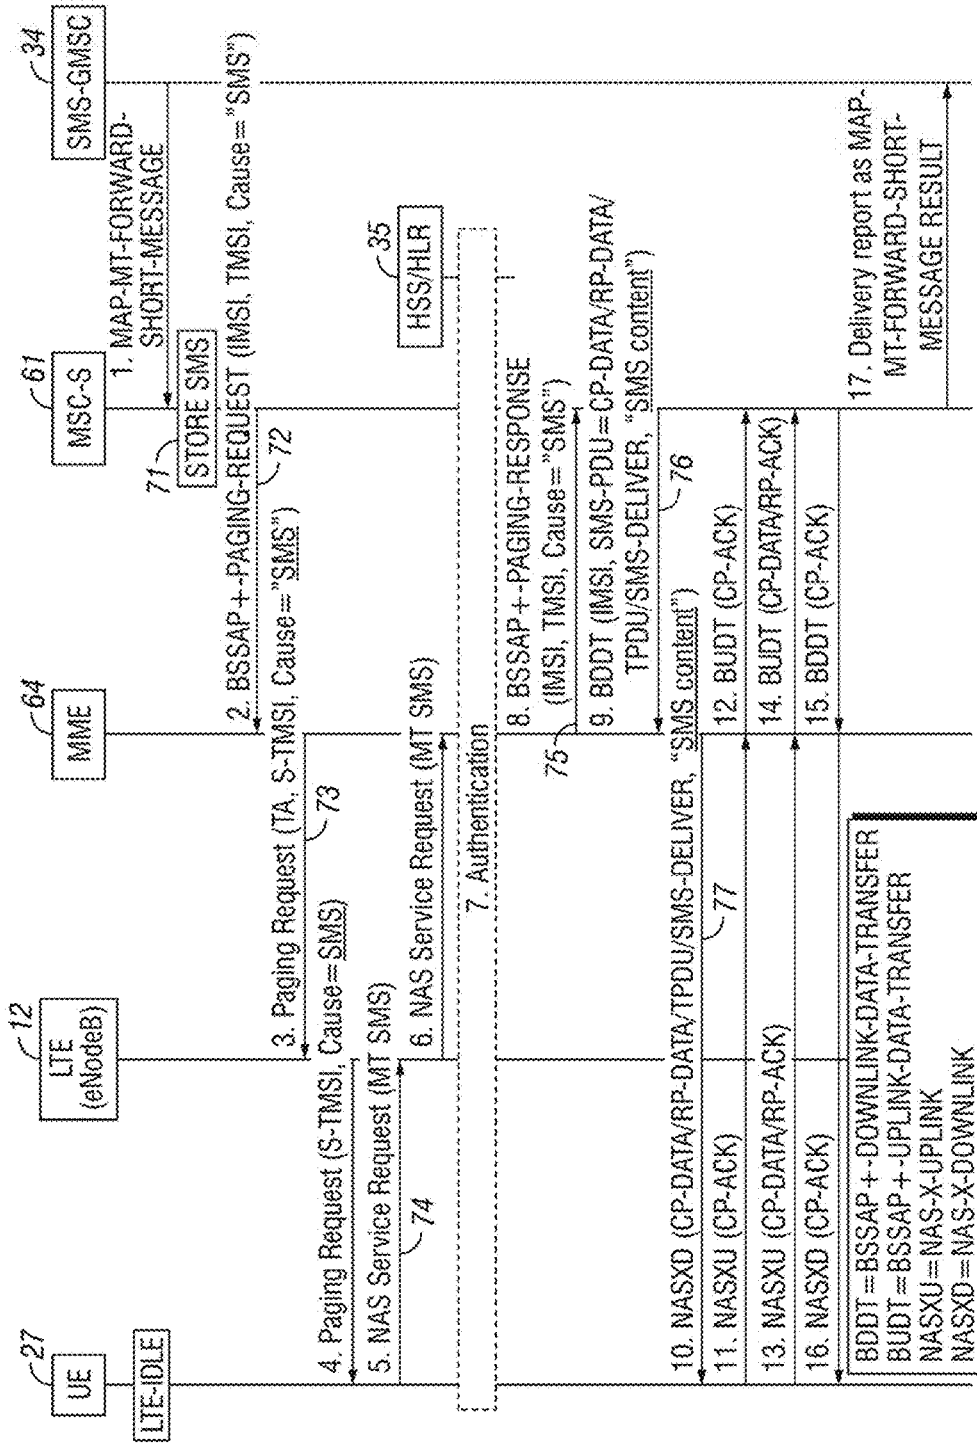 27
UE
LTE-IDLE
12
LTE
(eNodeB)
64
MME
61
MSC-S
34
SMS-GMSC
1. MAP-MT-FORWARD-
SHORT-MESSAGE
71
STORE SMS
2. BSSAP+-PAGING-REQUEST (IMSI, TMSI, Cause="SMS")
72
3. Paging Request (TA, S-TMSI, Cause="SMS")
73
4. Paging Request (S-TMSI, Cause=SMS)
5. NAS Service Request (MT SMS)
74
6. NAS Service Request (MT SMS)
35
HSS/HLR
7. Authentication
8. BSSAP+-PAGING-RESPONSE
(IMSI, TMSI, Cause="SMS")
75
9. BDDT (IMSI, SMS-PDU=CP-DATA/RP-DATA/
TPDU/SMS-DELIVER, "SMS content")
76
10. NASXD (CP-DATA/RP-DATA/TPDU/SMS-DELIVER, "SMS content")
77
11. NASXU (CP-ACK)
12. BUDT (CP-ACK)
13. NASXU (CP-DATA/RP-ACK)
14. BUDT (CP-DATA/RP-ACK)
15. BDDT (CP-ACK)
16. NASXD (CP-ACK)
17. Delivery report as MAP-
MT-FORWARD-SHORT-
MESSAGE RESULT
BDDT=BSSAP+-DOWNLINK-DATA-TRANSFER
BUDT=BSSAP+-UPLINK-DATA-TRANSFER
NASXU=NAS-X-UPLINK
NASXD=NAS-X-DOWNLINK